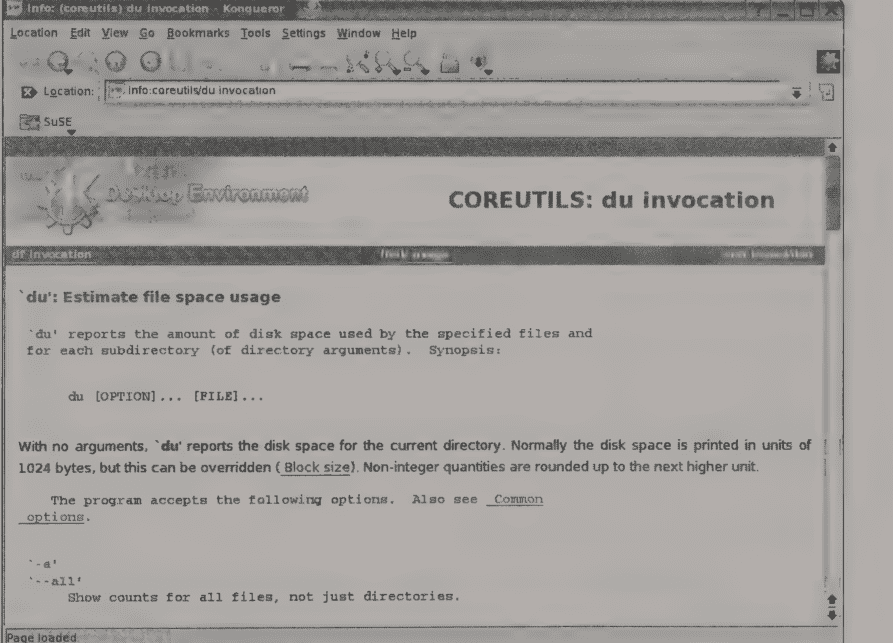 Info: (coreutils) du invocation - Konqueror
Location Edit View Go Bookmarks Tools Settings Window Help
Location: info:coreutils/du invocation
SuSE
Desktop Environment
COREUTILS: du invocation
df invocation
`du': Estimate file space usage
`du' reports the amount of disk space used by the specified files and
for each subdirectory (of directory arguments). Synopsis:
du [OPTION]... [FILE]...
With no arguments, `du' reports the disk space for the current directory. Normally the disk space is printed in units of
1024 bytes, but this can be overridden ( Block size). Non-integer quantities are rounded up to the next higher unit.
The program accepts the following options. Also see Common
options.
`-a'
`--all'
Show counts for all files, not just directories.
Page loaded